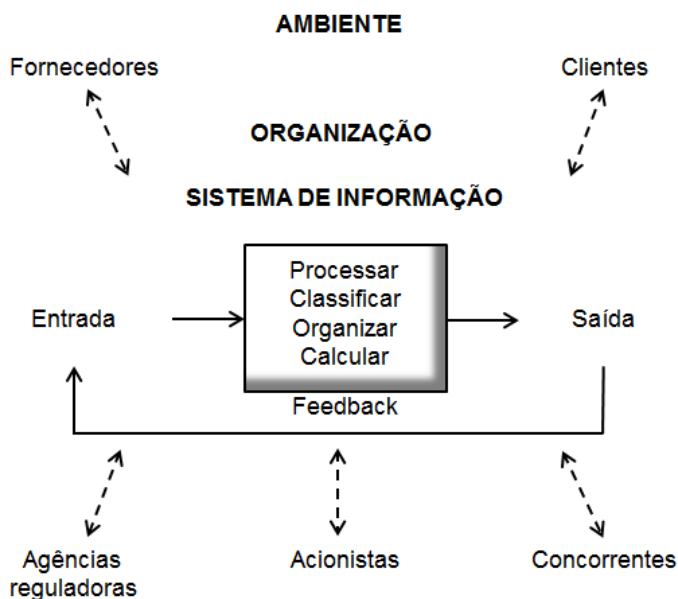 AMBIENTE
Fornecedores
Clientes
ORGANIZAÇÃO
SISTEMA DE INFORMAÇÃO
Processar
Classificar
Organizar
Calcular
Entrada
Saída
Feedback
Agências
reguladoras
Acionistas
Concorrentes